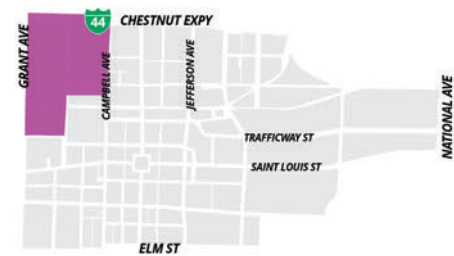 44
CHESTNUT EXPY
GRANT AVE
CAMPBELL AVE
JEFFERSON AVE
NATIONAL AVE
TRAFFICWAY ST
SAINT LOUIS ST
ELM ST